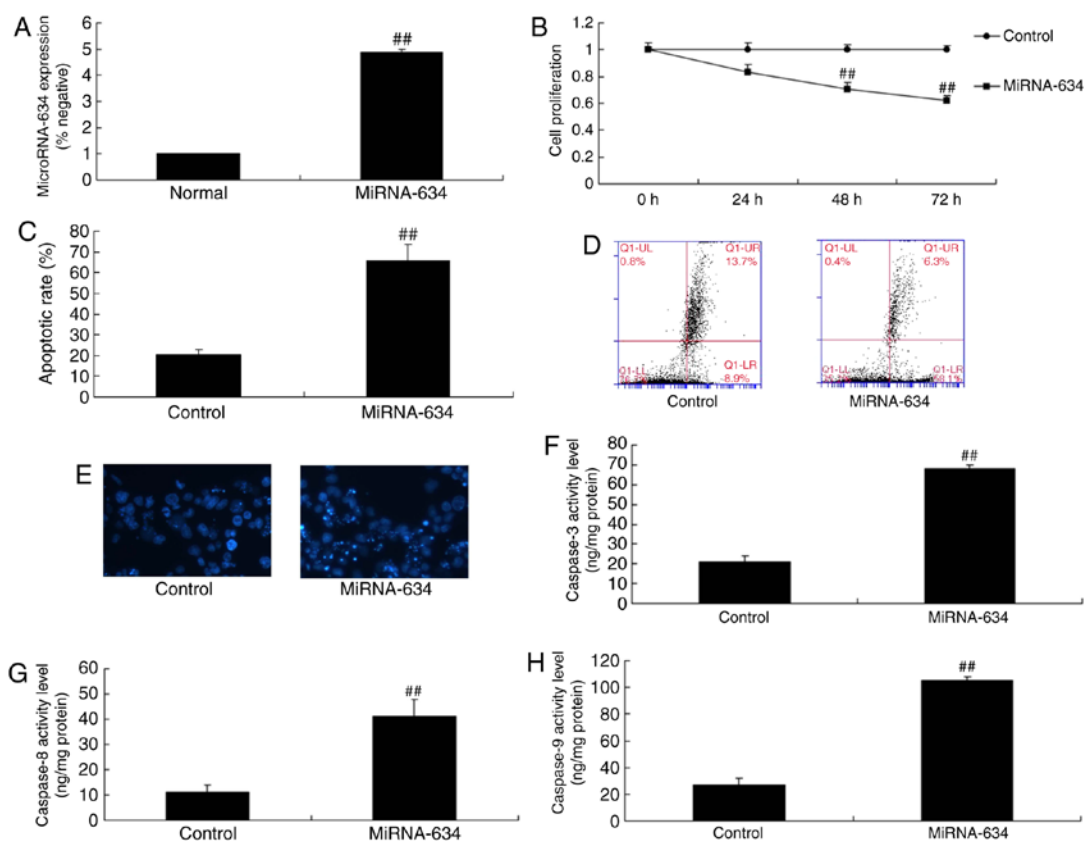 A
MicroRNA-634 expression
(% negative)
6
5
4
3
2
1
0
##
Normal
MiRNA-634
B
Cell proliferation
1.2
1
0.8
0.6
0.4
0.2
0
##
##
0 h
24 h
48 h
72 h
Control
MiRNA-634
C
Apoptotic rate (%)
80
70
60
50
40
30
20
10
0
##
Control
MiRNA-634
D
Q1-UL
0.8%
Q1-UR
13.7%
Q1-LL
Q1-LR
8.9%
Control
Q1-UL
0.4%
Q1-UR
6.3%
Q1-LL
Q1-LR
MiRNA-634
E
Control
MiRNA-634
F
Caspase-3 activity level
(ng/mg protein)
80
70
60
50
40
30
20
10
0
##
Control
MiRNA-634
G
Caspase-8 activity level
(ng/mg protein)
60
50
40
30
20
10
0
##
Control
MiRNA-634
H
Caspase-9 activity level
(ng/mg protein)
120
100
80
60
40
20
0
##
Control
MiRNA-634